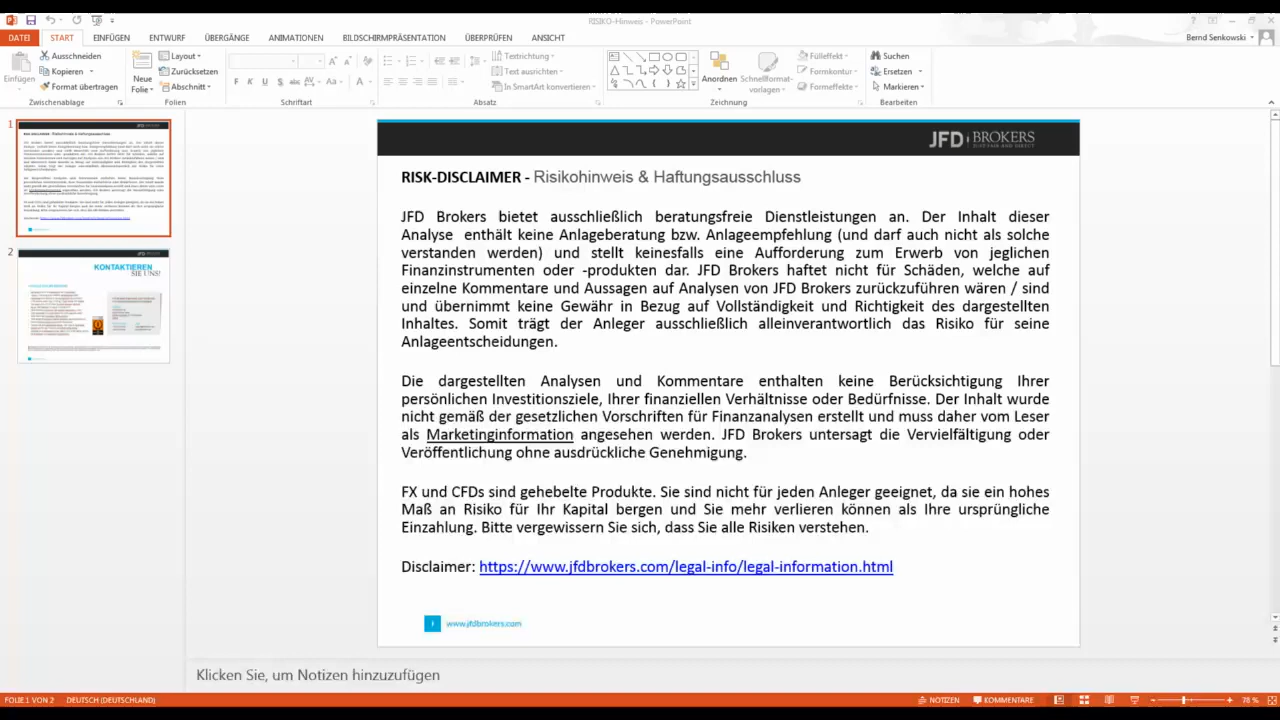 RISIKO-Hinweis - PowerPoint
DATEI START EINFÜGEN ENTWURF ÜBERGÄNGE ANIMATIONEN BILDSCHIRMPRÄSENTATION ÜBERPRÜFEN ANSICHT
Bernd Senkowski
Einfügen
Ausschneiden
Kopieren
Format übertragen
Zwischenablage
Neue
Folie
Layout
Zurücksetzen
Abschnitt
Folien
F K U S abc AV Aa A
Schriftart
Textrichtung
Text ausrichten
In SmartArt konvertieren
Absatz
Anordnen
Schnellformat-
vorlagen
Fülleffekt
Formkontur
Formeffekte
Zeichnung
Suchen
Ersetzen
Markieren
Bearbeiten
1
2
KONTAKTIEREN
SIE UNS!
JFD BROKERS
RISK-DISCLAIMER - Risikohinweis & Haftungsausschluss
JFD Brokers bietet ausschließlich beratungsfreie Dienstleistungen an. Der Inhalt dieser
Analyse enthält keine Anlageberatung bzw. Anlageempfehlung (und darf auch nicht als solche
verstanden werden) und stellt keinesfalls eine Aufforderung zum Erwerb von jeglichen
Finanzinstrumenten oder -produkten dar. JFD Brokers haftet nicht für Schäden, welche auf
einzelne Kommentare und Aussagen auf Analysen von JFD Brokers zurückzuführen wären / sind
und übernimmt keine Gewähr in Bezug auf Vollständigkeit und Richtigkeit des dargestellten
Inhaltes. Somit trägt der Anleger ausschließlich alleinverantwortlich das Risiko für seine
Anlageentscheidungen.
Die dargestellten Analysen und Kommentare enthalten keine Berücksichtigung Ihrer
persönlichen Investitionsziele, Ihrer finanziellen Verhältnisse oder Bedürfnisse. Der Inhalt wurde
nicht gemäß der gesetzlichen Vorschriften für Finanzanalysen erstellt und muss daher vom Leser
als Marketinginformation angesehen werden. JFD Brokers untersagt die Vervielfältigung oder
Veröffentlichung ohne ausdrückliche Genehmigung.
FX und CFDs sind gehebelte Produkte. Sie sind nicht für jeden Anleger geeignet, da sie ein hohes
Maß an Risiko für Ihr Kapital bergen und Sie mehr verlieren können als Ihre ursprüngliche
Einzahlung. Bitte vergewissern Sie sich, dass Sie alle Risiken verstehen.
Disclaimer: https://www.jfdbrokers.com/legal-info/legal-information.html
www.jfdbrokers.com
Klicken Sie, um Notizen hinzuzufügen
FOLIE 1 VON 2 DEUTSCH (DEUTSCHLAND) NOTIZEN KOMMENTARE 78 %